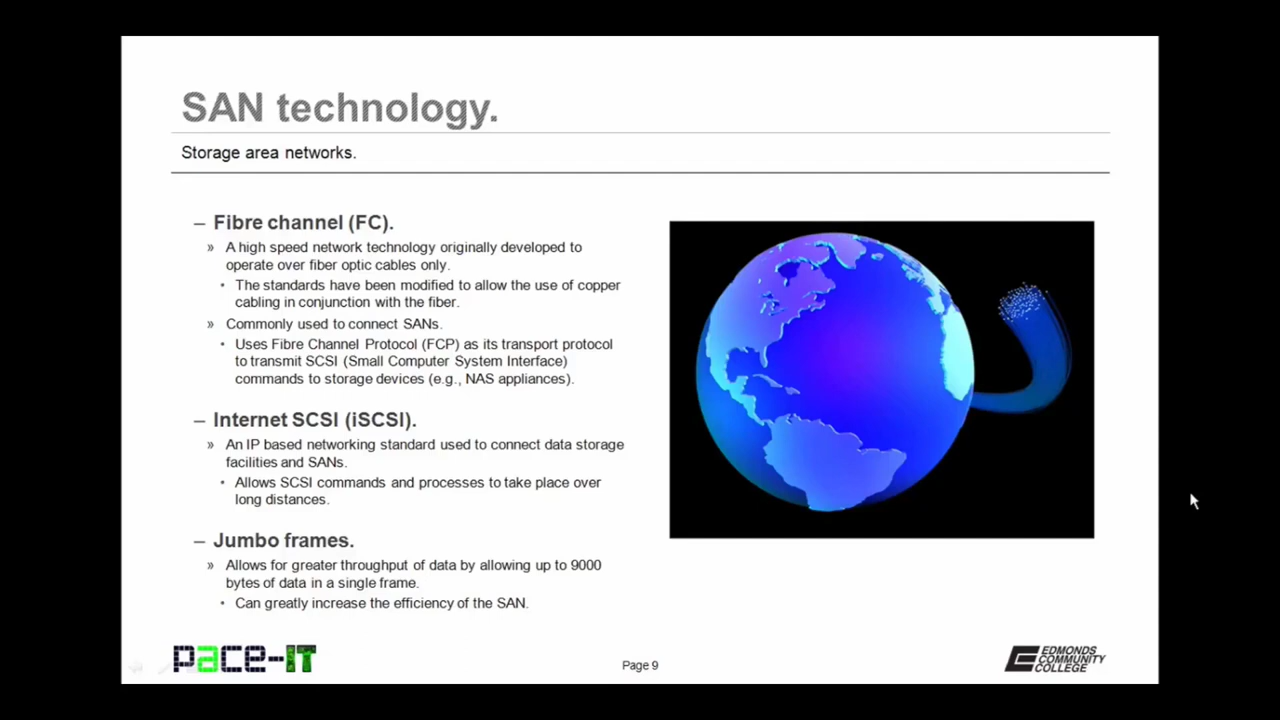 SAN technology.
Storage area networks.
– Fibre channel (FC).
» A high speed network technology originally developed to
operate over fiber optic cables only.
• The standards have been modified to allow the use of copper
cabling in conjunction with the fiber.
» Commonly used to connect SANs.
• Uses Fibre Channel Protocol (FCP) as its transport protocol
to transmit SCSI (Small Computer System Interface)
commands to storage devices (e.g., NAS appliances).
– Internet SCSI (iSCSI).
» An IP based networking standard used to connect data storage
facilities and SANs.
• Allows SCSI commands and processes to take place over
long distances.
– Jumbo frames.
» Allows for greater throughput of data by allowing up to 9000
bytes of data in a single frame.
• Can greatly increase the efficiency of the SAN.
pace-IT
Page 9
EDMONDS
COMMUNITY
COLLEGE